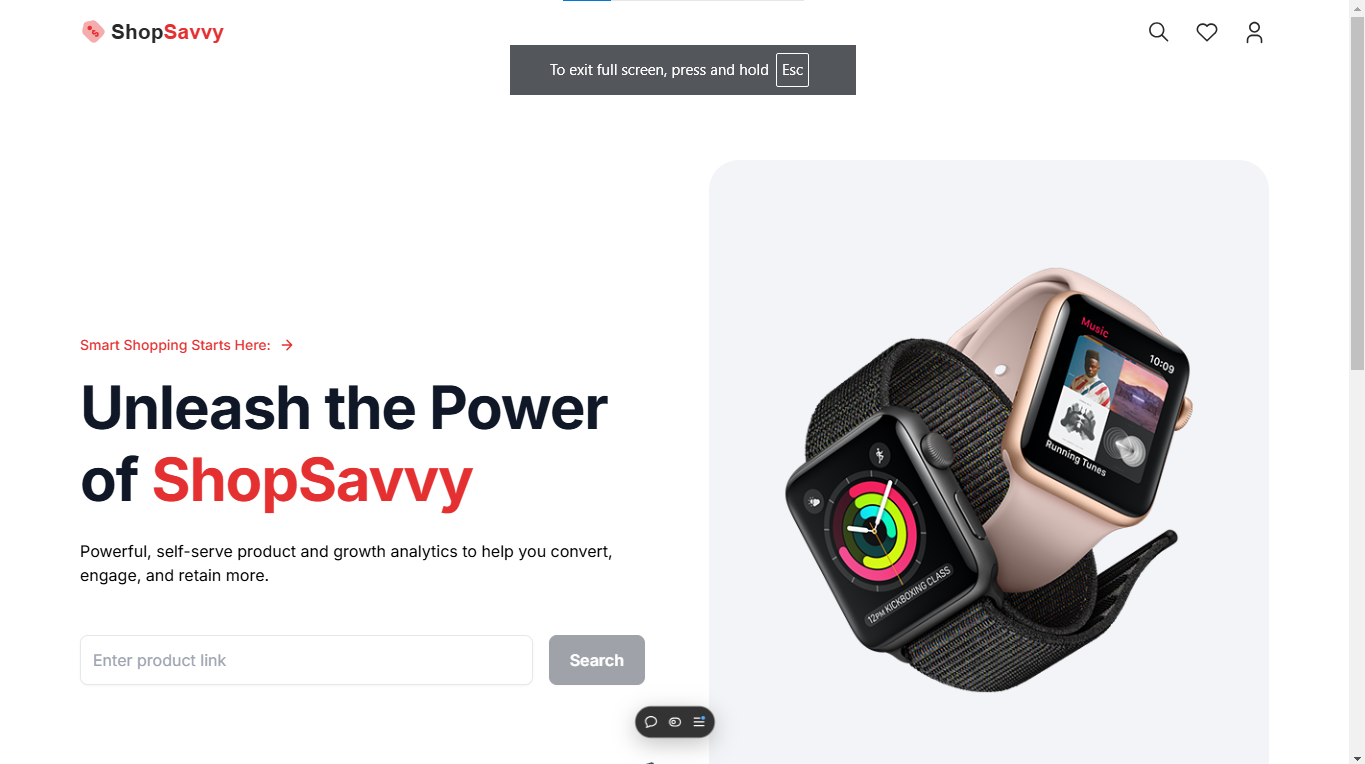 ShopSavvy
To exit full screen, press and hold Esc
Smart Shopping Starts Here:
Unleash the Power
of ShopSavvy
Powerful, self-serve product and growth analytics to help you convert,
engage, and retain more.
Enter product link
Search
Music
10:09
Running Tunes
12PM KICKBOXING CLASS